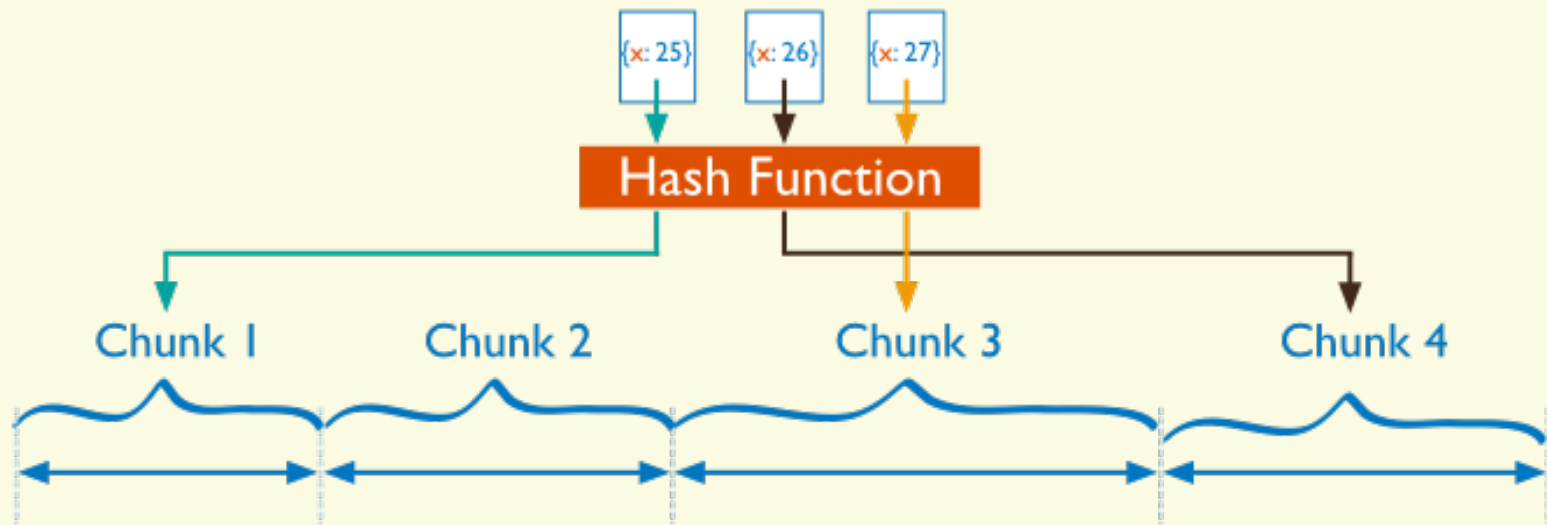 {x: 25} {x: 26} {x: 27}
Hash Function
Chunk 1 Chunk 2 Chunk 3 Chunk 4